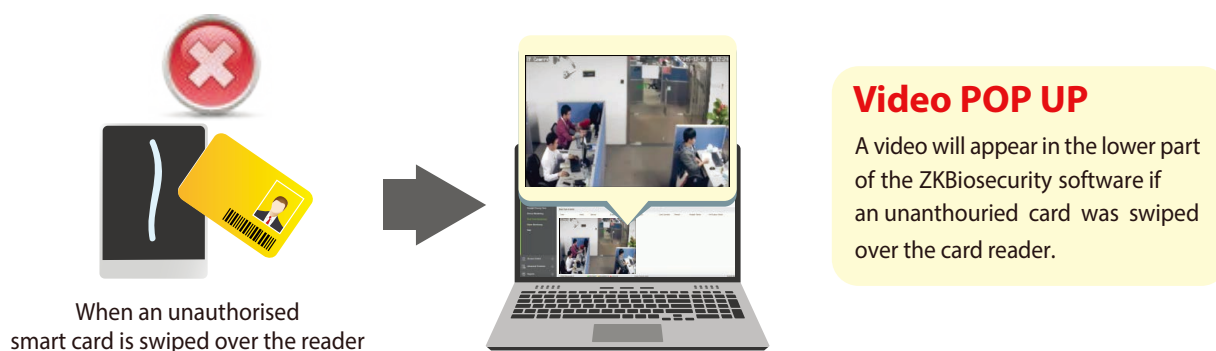 When an unauthorised
smart card is swiped over the reader
Video POP UP
A video will appear in the lower part
of the ZKBiosecurity software if
an unanthouried card was swiped
over the card reader.